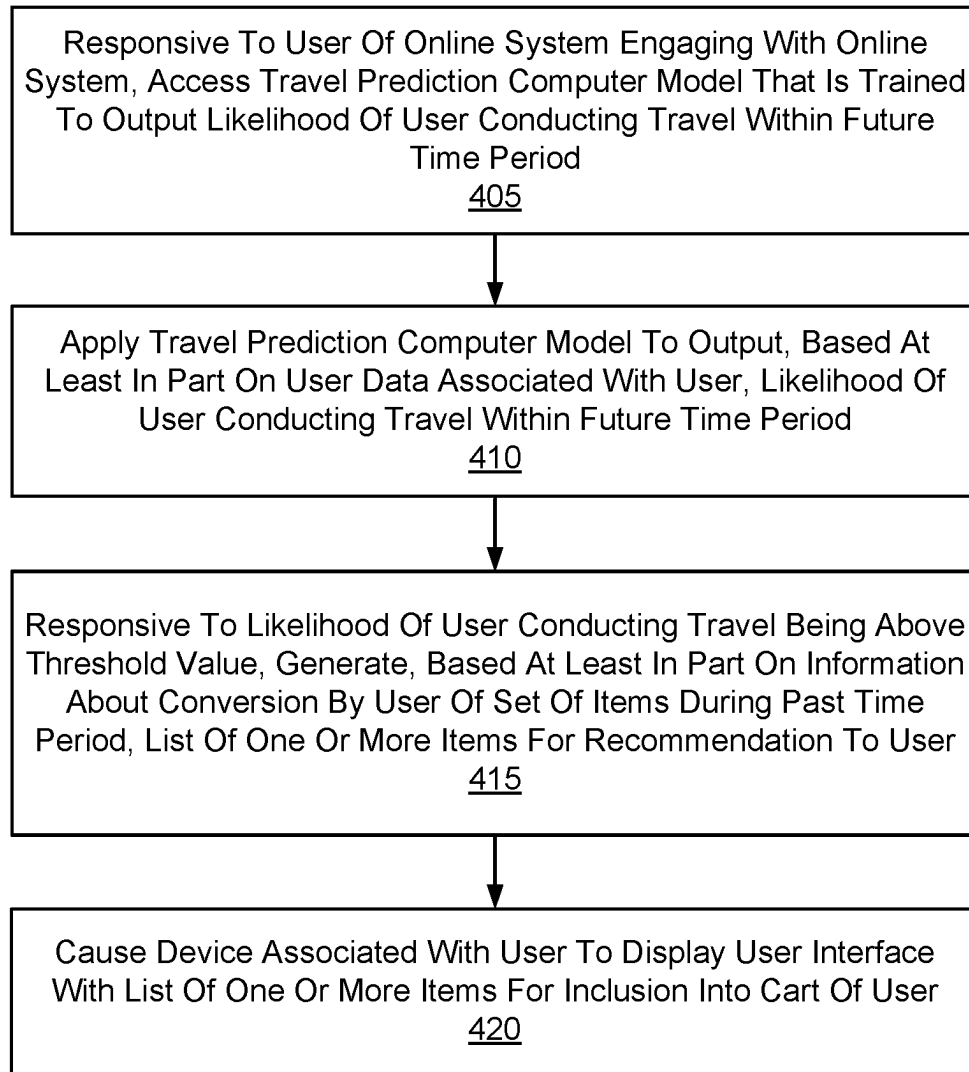 Responsive To User Of Online System Engaging With Online
System, Access Travel Prediction Computer Model That Is Trained
To Output Likelihood Of User Conducting Travel Within Future
Time Period
405
Apply Travel Prediction Computer Model To Output, Based At
Least In Part On User Data Associated With User, Likelihood Of
User Conducting Travel Within Future Time Period
410
Responsive To Likelihood Of User Conducting Travel Being Above
Threshold Value, Generate, Based At Least In Part On Information
About Conversion By User Of Set Of Items During Past Time
Period, List Of One Or More Items For Recommendation To User
415
Cause Device Associated With User To Display User Interface
With List Of One Or More Items For Inclusion Into Cart Of User
420